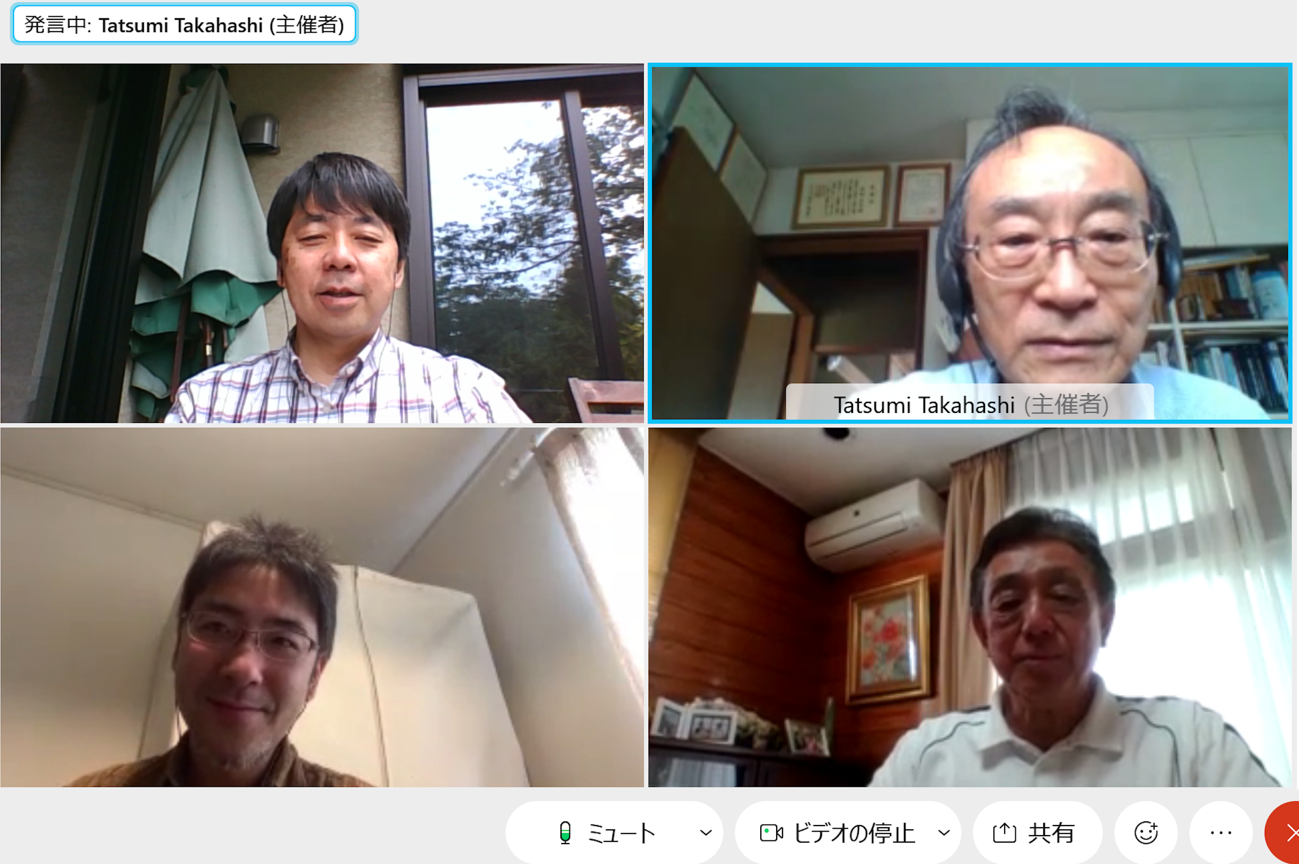 発言中: Tatsumi Takahashi (主催者)
Tatsumi Takahashi (主催者)
ミュート
ビデオの停止
共有